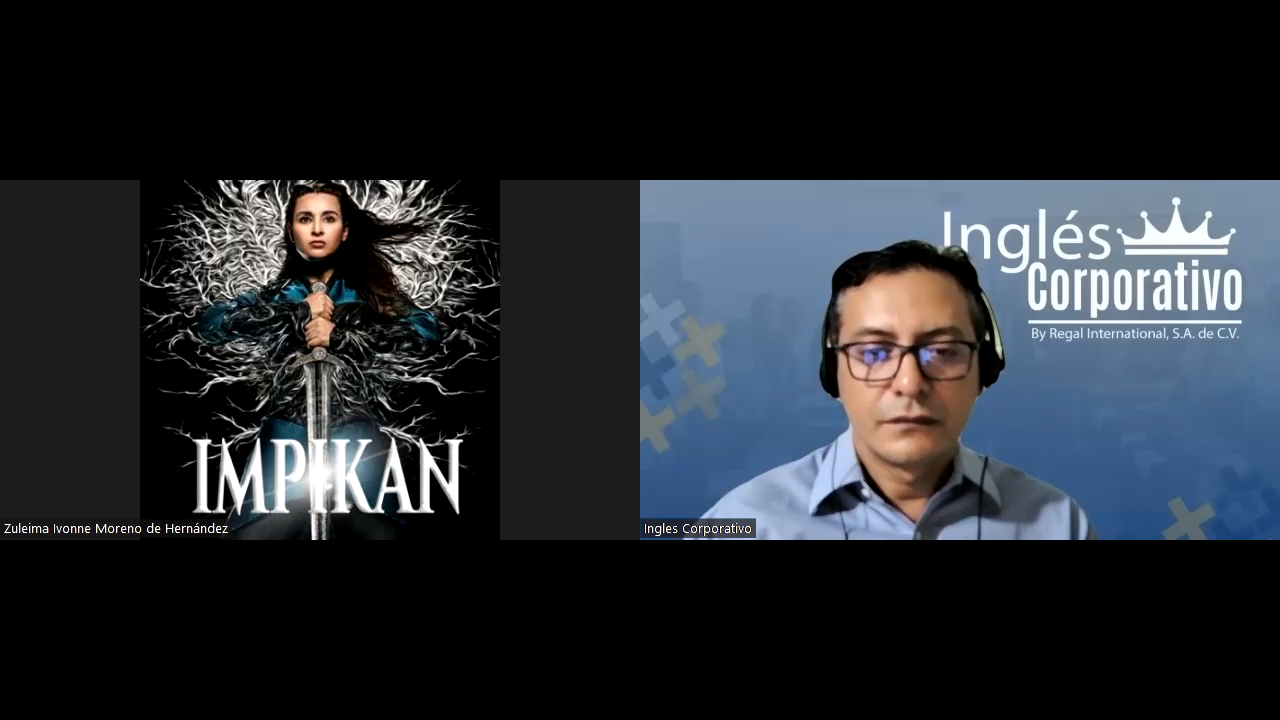 IMPIKAN
Zuleima Ivonne Moreno de Hernández
Inglés
Corporativo
By Regal International, S.A. de C.V.
Ingles Corporativo